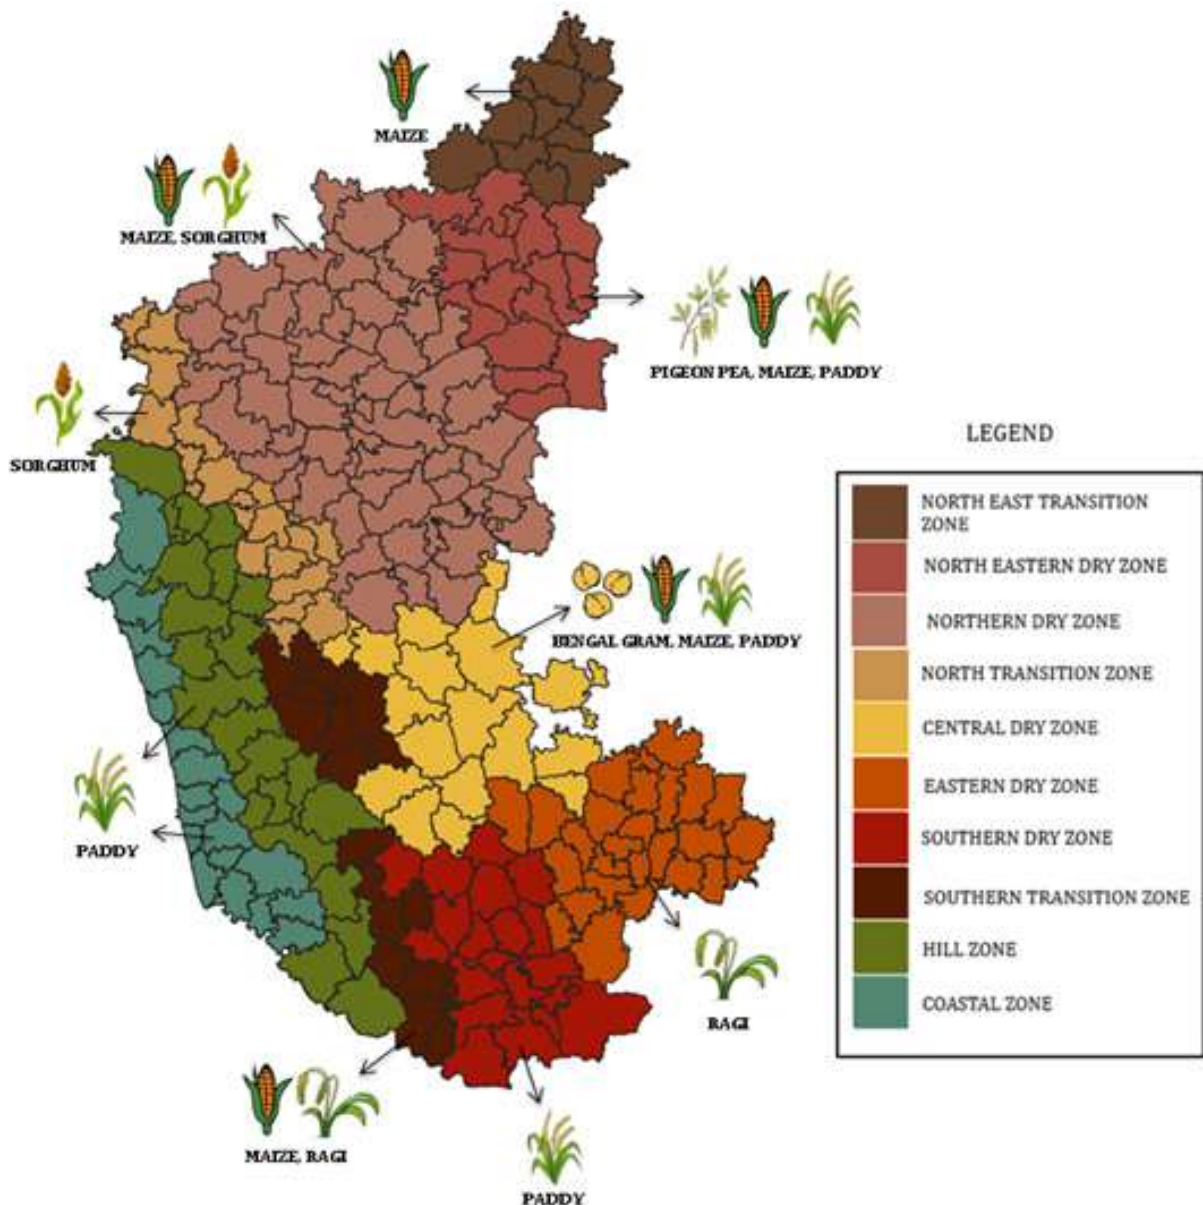 MAIZE
MAIZE, SORGHUM
PIGEON PEA, MAIZE, PADDY
SORGHUM
BENGAL GRAM, MAIZE, PADDY
PADDY
RAGI
MAIZE, RAGI
PADDY
LEGEND
NORTH EAST TRANSITION
ZONE
NORTH EASTERN DRY ZONE
NORTHERN DRY ZONE
NORTH TRANSITION ZONE
CENTRAL DRY ZONE
EASTERN DRY ZONE
SOUTHERN DRY ZONE
SOUTHERN TRANSITION ZONE
HILL ZONE
COASTAL ZONE